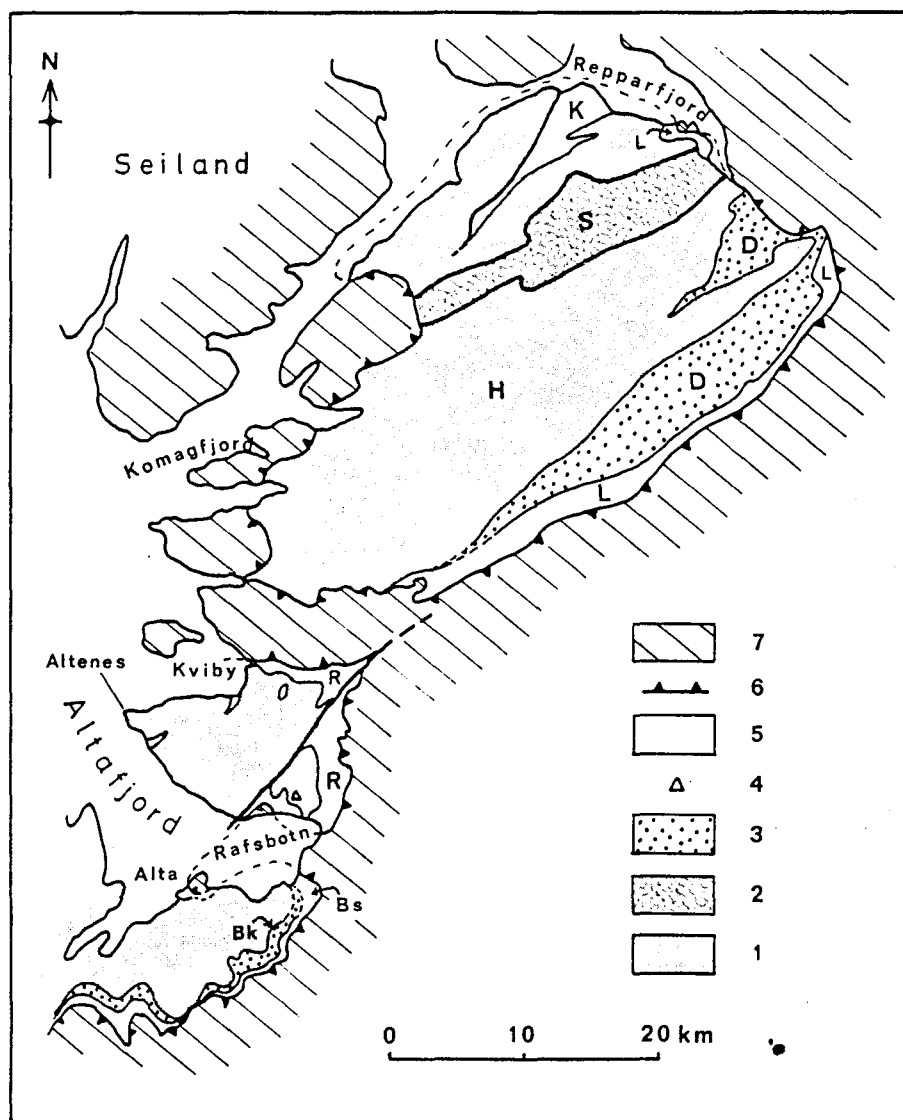 N
Repparfjord
Seiland
K
L
S
D
L
H
D
Komagfjord
L
Altenes
Kviby
R
Altafjord
R
Rafsbotn
Alta
Bs
Bk
7
6
5
4
3
2
1
0 10 20 km